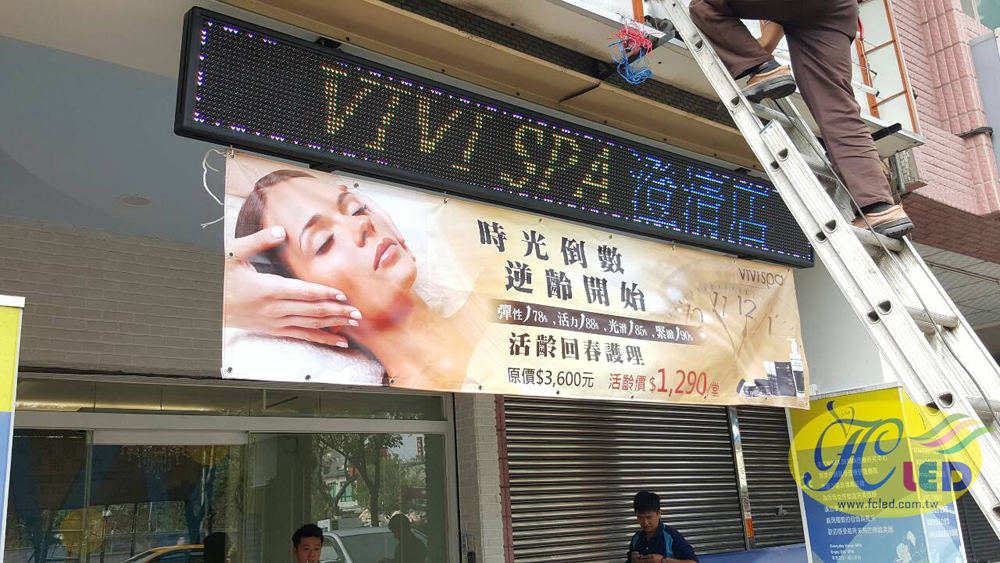 VIVI SPA 澄清店
時光倒數
逆齡開始
vivispa
12
彈性↗78%,活力↗88%,光滑↗85%,緊緻↗90%
活齡回春護理
原價$3,600元 活齡價$1,290/堂
FC LED
www.fcled.com.tw